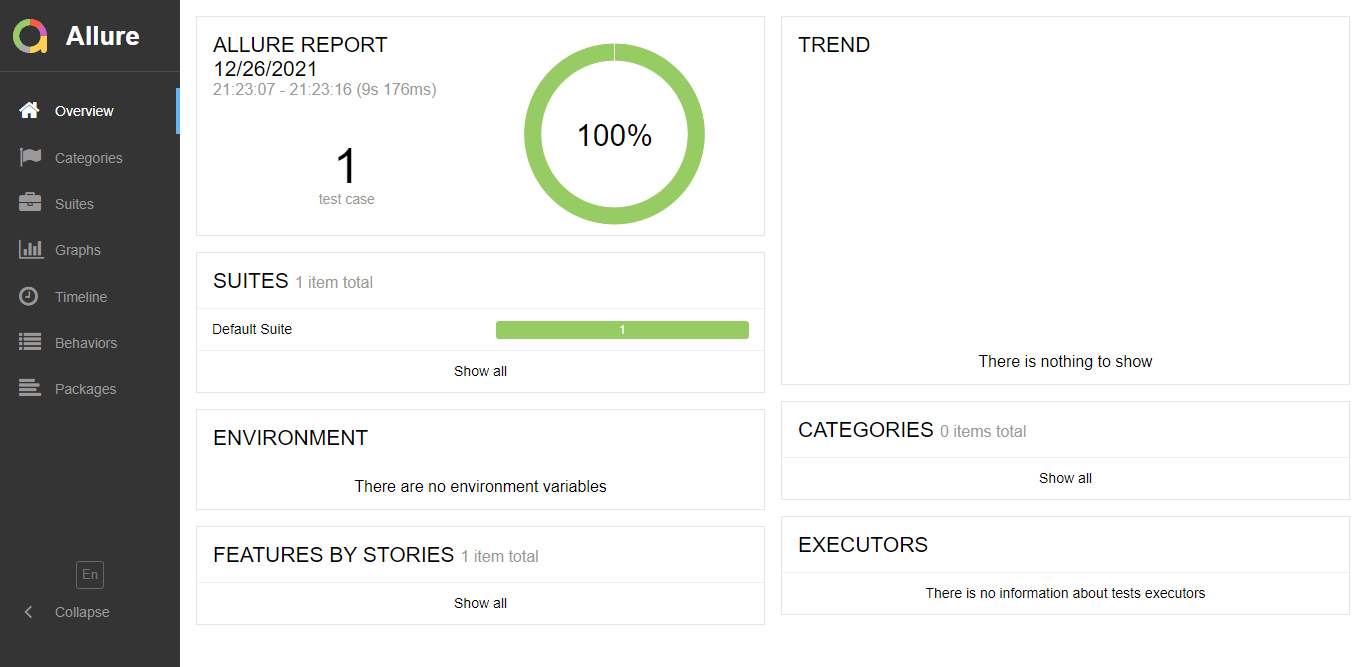 Allure
Overview
Categories
Suites
Graphs
Timeline
Behaviors
Packages
En
Collapse
ALLURE REPORT
12/26/2021
21:23:07 - 21:23:16 (9s 176ms)
1
test case
100%
SUITES 1 item total
Default Suite 1
Show all
ENVIRONMENT
There are no environment variables
FEATURES BY STORIES 1 item total
Show all
TREND
There is nothing to show
CATEGORIES 0 items total
Show all
EXECUTORS
There is no information about tests executors